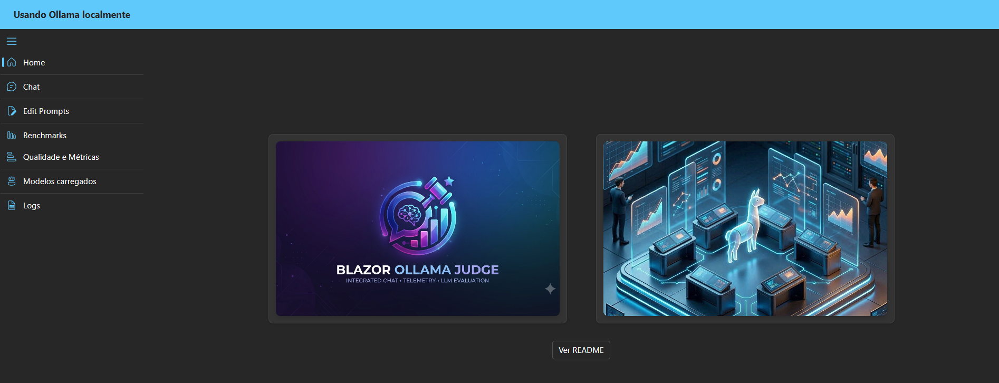 Usando Ollama localmente
Home
Chat
Edit Prompts
Benchmarks
Qualidade e Métricas
Modelos carregados
Logs
BLAZOR OLLAMA JUDGE
INTEGRATED CHAT • TELEMETRY • LLM EVALUATION
Ver README